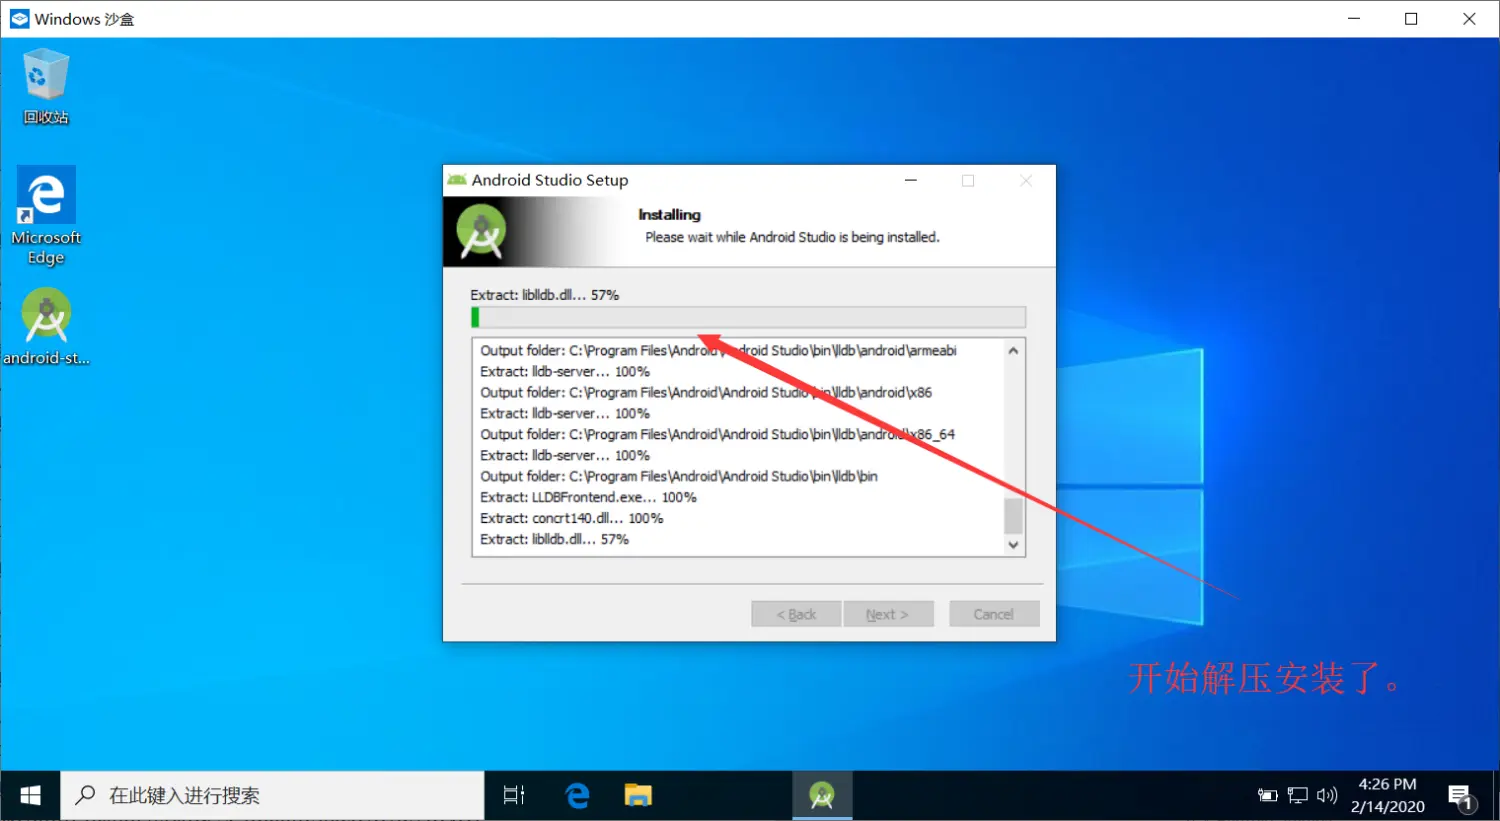 Windows 沙盒
回收站
Microsoft
Edge
android-st...
Android Studio Setup
Installing
Please wait while Android Studio is being installed.
Extract: liblldb.dll... 57%
Output folder: C:\Program Files\Android\Android Studio\bin\lldb\android\armeabi
Extract: lldb-server... 100%
Output folder: C:\Program Files\Android\Android Studio\bin\lldb\android\x86
Extract: lldb-server... 100%
Output folder: C:\Program Files\Android\Android Studio\bin\lldb\android\x86_64
Extract: lldb-server... 100%
Output folder: C:\Program Files\Android\Android Studio\bin\lldb\bin
Extract: LLDBFrontend.exe... 100%
Extract: concrt140.dll... 100%
Extract: liblldb.dll... 57%
< Back
Next >
Cancel
开始解压安装了。
在此键入进行搜索
4:26 PM
2/14/2020
1